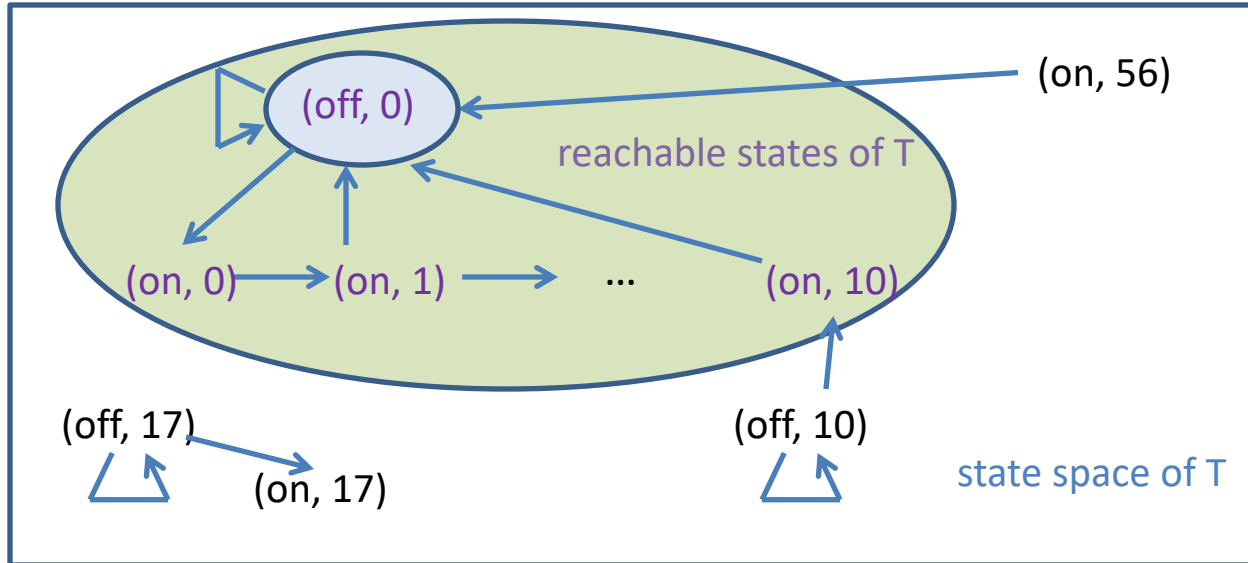 (on, 56)
(off, 0)
reachable states of T
(on, 0)
(on, 1)
...
(on, 10)
(off, 17)
(off, 10)
(on, 17)
state space of T